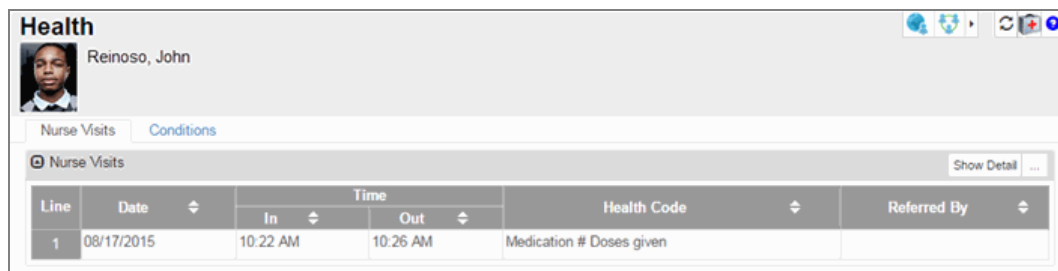 Health
Reinoso, John
Nurse Visits Conditions
Nurse Visits Show Detail ...
Line Date Time Health Code Referred By
In Out
1 08/17/2015 10:22 AM 10:26 AM Medication # Doses given